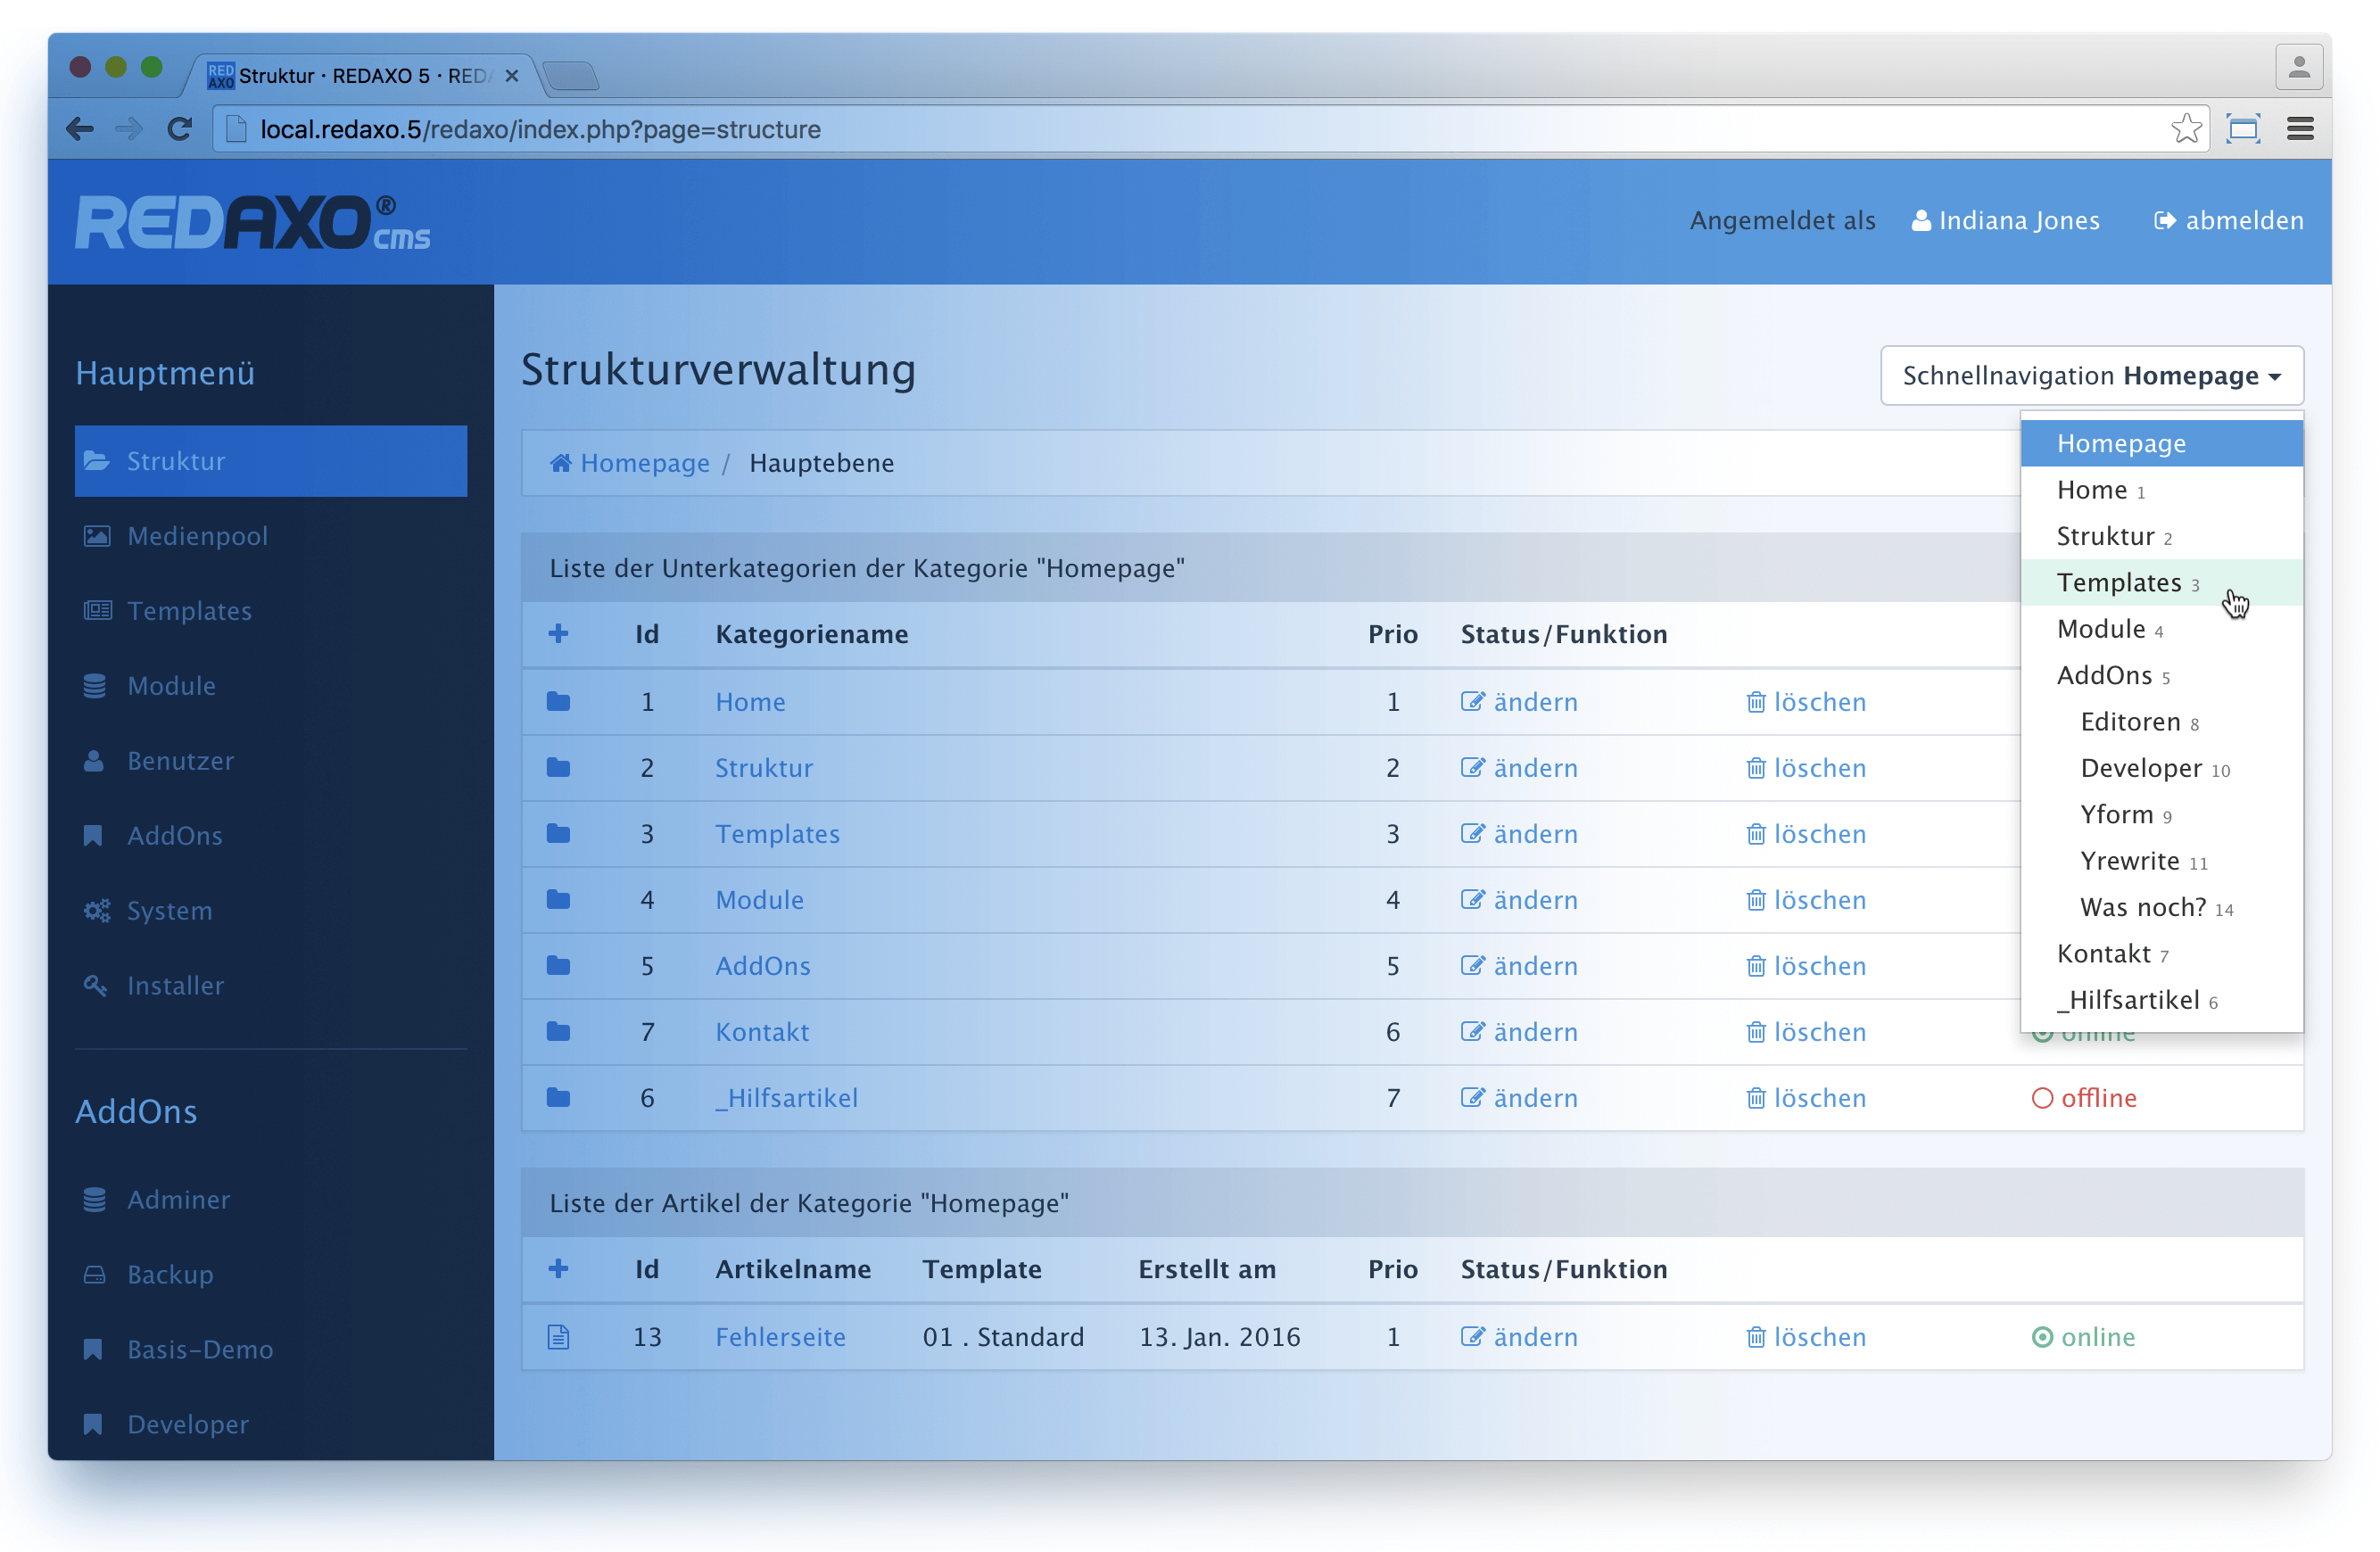 RED
AXO
Struktur · REDAXO 5 · RED
local.redaxo.5/redaxo/index.php?page=structure
REDAXO® cms
Angemeldet als Indiana Jones abmelden
Hauptmenü
Struktur
Medienpool
Templates
Module
Benutzer
AddOns
System
Installer
AddOns
Adminer
Backup
Basis-Demo
Developer
Strukturverwaltung
Schnellnavigation Homepage
Homepage / Hauptebene
Homepage
Home 1
Struktur 2
Templates 3
Module 4
AddOns 5
Editoren 8
Developer 10
Yform 9
Yrewrite 11
Was noch? 14
Kontakt 7
_Hilfsartikel 6
Liste der Unterkategorien der Kategorie "Homepage"
+ Id Kategoriename Prio Status/Funktion
1 Home 1 ändern löschen
2 Struktur 2 ändern löschen
3 Templates 3 ändern löschen
4 Module 4 ändern löschen
5 AddOns 5 ändern löschen
7 Kontakt 6 ändern löschen online
6 _Hilfsartikel 7 ändern löschen offline
Liste der Artikel der Kategorie "Homepage"
+ Id Artikelname Template Erstellt am Prio Status/Funktion
13 Fehlerseite 01 . Standard 13. Jan. 2016 1 ändern löschen online